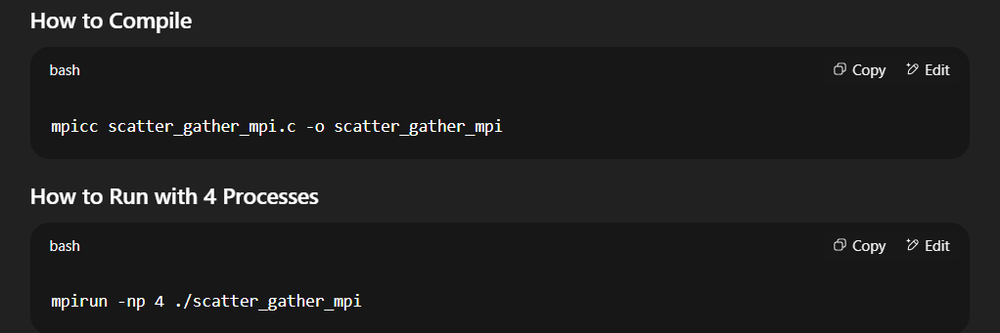 How to Compile
bash Copy Edit
mpicc scatter_gather_mpi.c -o scatter_gather_mpi
How to Run with 4 Processes
bash Copy Edit
mpirun -np 4 ./scatter_gather_mpi